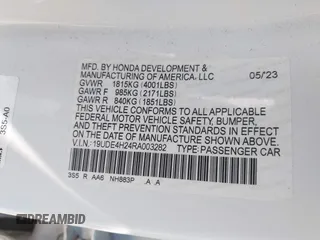 MFD. BY HONDA DEVELOPMENT &
MANUFACTURING OF AMERICA, LLC
05/23
GVWR 1815KG (4001LBS)
GAWR F 985KG (2171LBS)
GAWR R 840KG (1851LBS)
THIS VEHICLE CONFORMS TO ALL APPLICABLE
FEDERAL MOTOR VEHICLE SAFETY, BUMPER,
AND THEFT PREVENTION STANDARDS IN EFFECT
ON THE DATE OF MANUFACTURE SHOWN ABOVE.
V.I.N.: 19UDE4H24RA003282 TYPE: PASSENGER CAR
3S5 R AA6 NH883P A A
3S5-A0
© DREAMBID